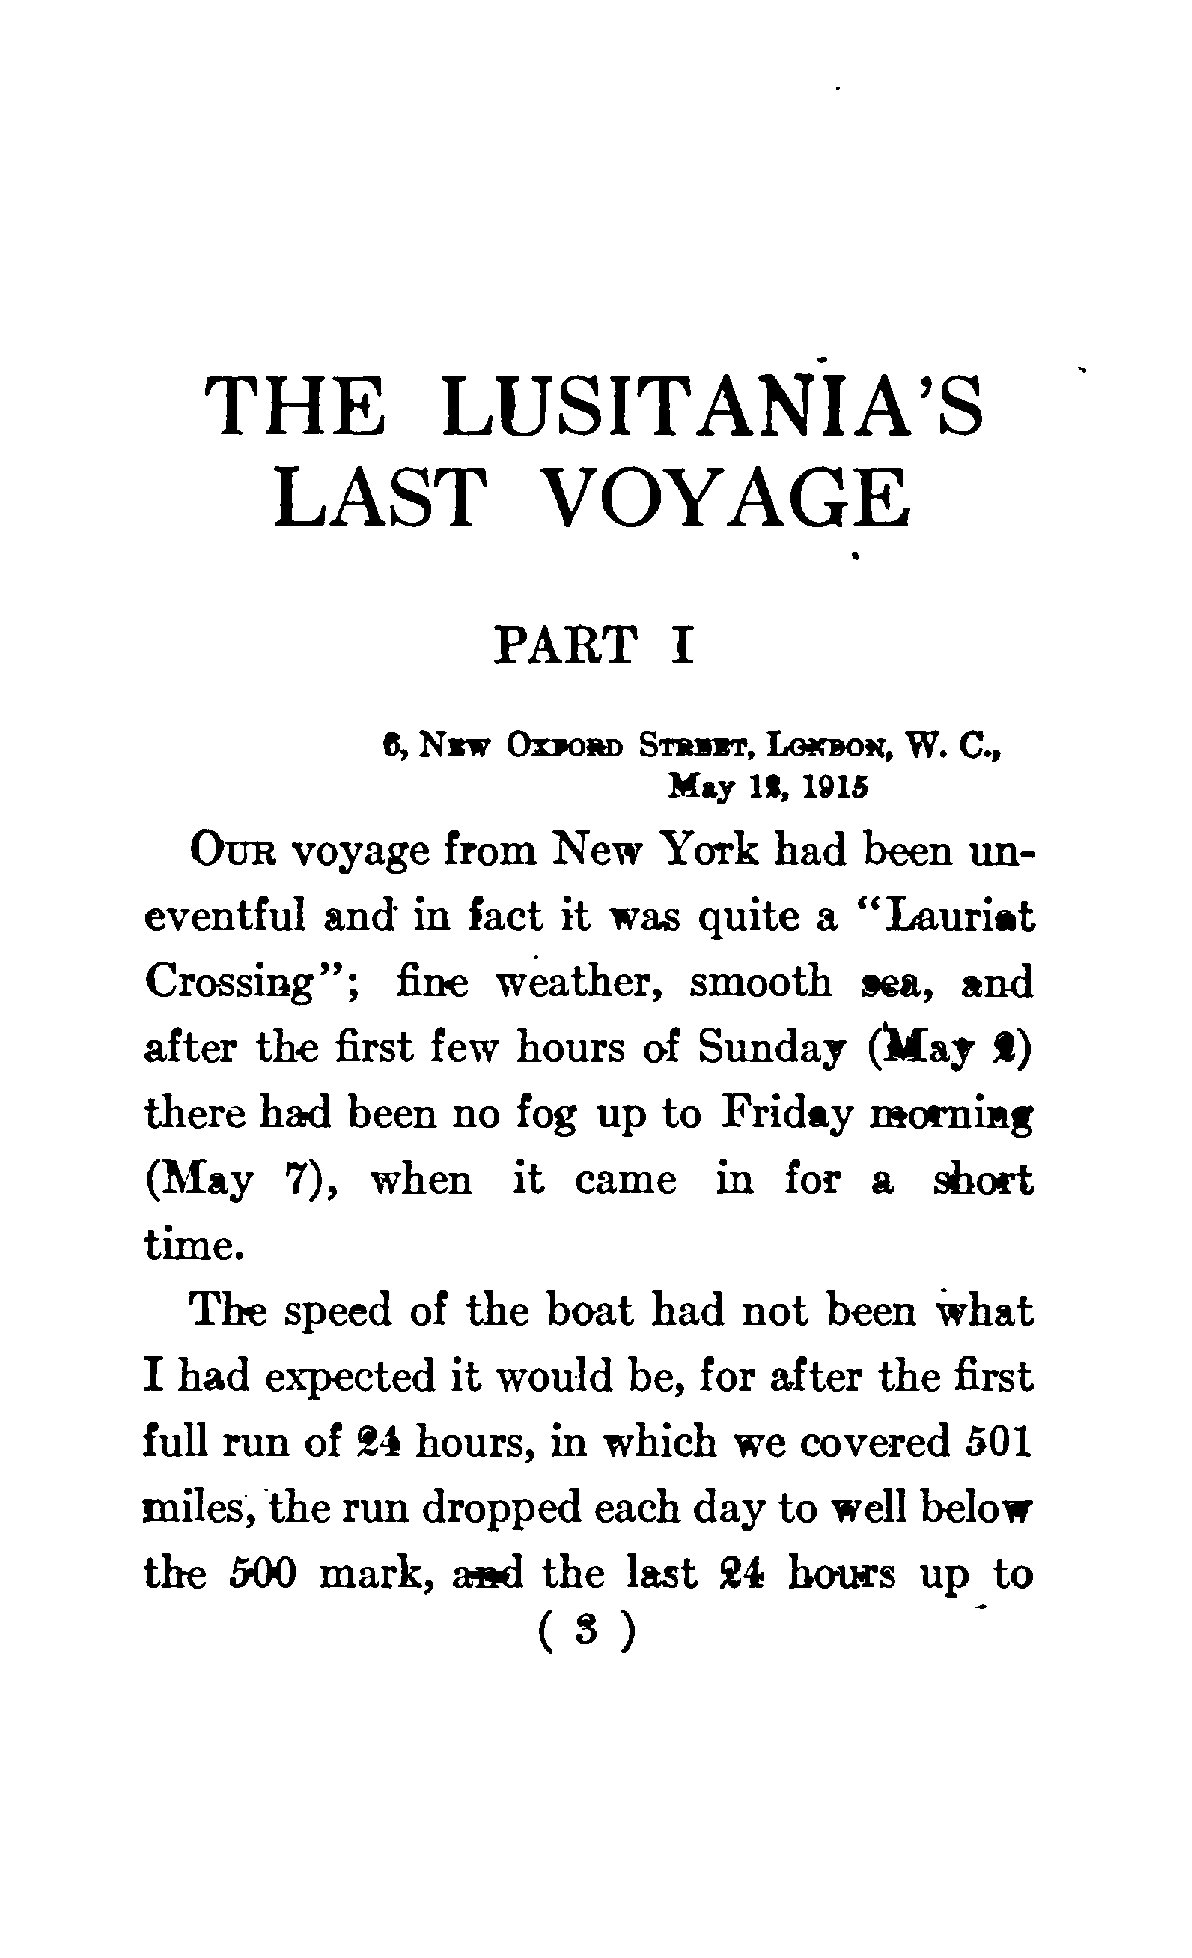 THE LUSITANIA'S
LAST VOYAGE
PART I
6, New Oxford Street, London, W. C.,
May 12, 1915
Our voyage from New York had been un-
eventful and in fact it was quite a "Lauriat
Crossing"; fine weather, smooth sea, and
after the first few hours of Sunday (May 2)
there had been no fog up to Friday morning
(May 7), when it came in for a short
time.
The speed of the boat had not been what
I had expected it would be, for after the first
full run of 24 hours, in which we covered 501
miles, the run dropped each day to well below
the 500 mark, and the last 24 hours up to
( 3 )